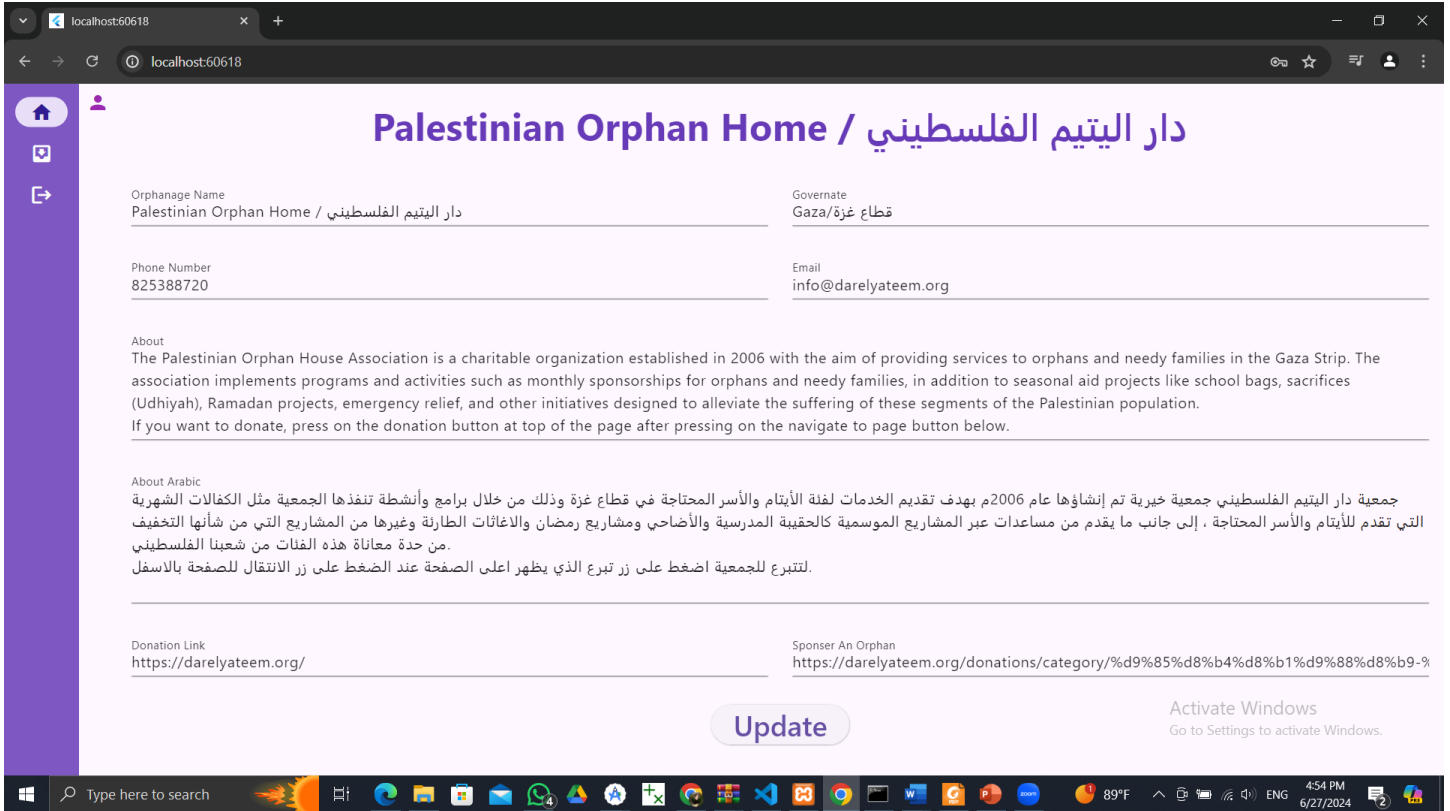 localhost:60618
localhost:60618
Palestinian Orphan Home / دار اليتيم الفلسطيني
Orphanage Name
Palestinian Orphan Home / دار اليتيم الفلسطيني
Governate
Gaza/قطاع غزة
Phone Number
825388720
Email
info@darelyateem.org
About
The Palestinian Orphan House Association is a charitable organization established in 2006 with the aim of providing services to orphans and needy families in the Gaza Strip. The
association implements programs and activities such as monthly sponsorships for orphans and needy families, in addition to seasonal aid projects like school bags, sacrifices
(Udhiyah), Ramadan projects, emergency relief, and other initiatives designed to alleviate the suffering of these segments of the Palestinian population.
If you want to donate, press on the donation button at top of the page after pressing on the navigate to page button below.
About Arabic
جمعية دار اليتيم الفلسطيني جمعية خيرية تم إنشاؤها عام 2006م بهدف تقديم الخدمات لفئة الأيتام والأسر المحتاجة في قطاع غزة وذلك من خلال برامج وأنشطة تنفذها الجمعية مثل الكفالات الشهرية
التي تقدم للأيتام والأسر المحتاجة ، إلى جانب ما يقدم من مساعدات عبر المشاريع الموسمية كالحقيبة المدرسية والأضاحي ومشاريع رمضان والاغاثات الطارئة وغيرها من المشاريع التي من شأنها التخفيف
من حدة معاناة هذه الفئات من شعبنا الفلسطيني.
لتتبرع للجمعية اضغط على زر تبرع الذي يظهر اعلى الصفحة عند الضغط على زر الانتقال للصفحة بالاسفل.
Donation Link
https://darelyateem.org/
Sponser An Orphan
https://darelyateem.org/donations/category/%d9%85%d8%b4%d8%b1%d9%88%d8%b9-%
Update
Activate Windows
Go to Settings to activate Windows.
Type here to search
89°F
ENG
4:54 PM
6/27/2024